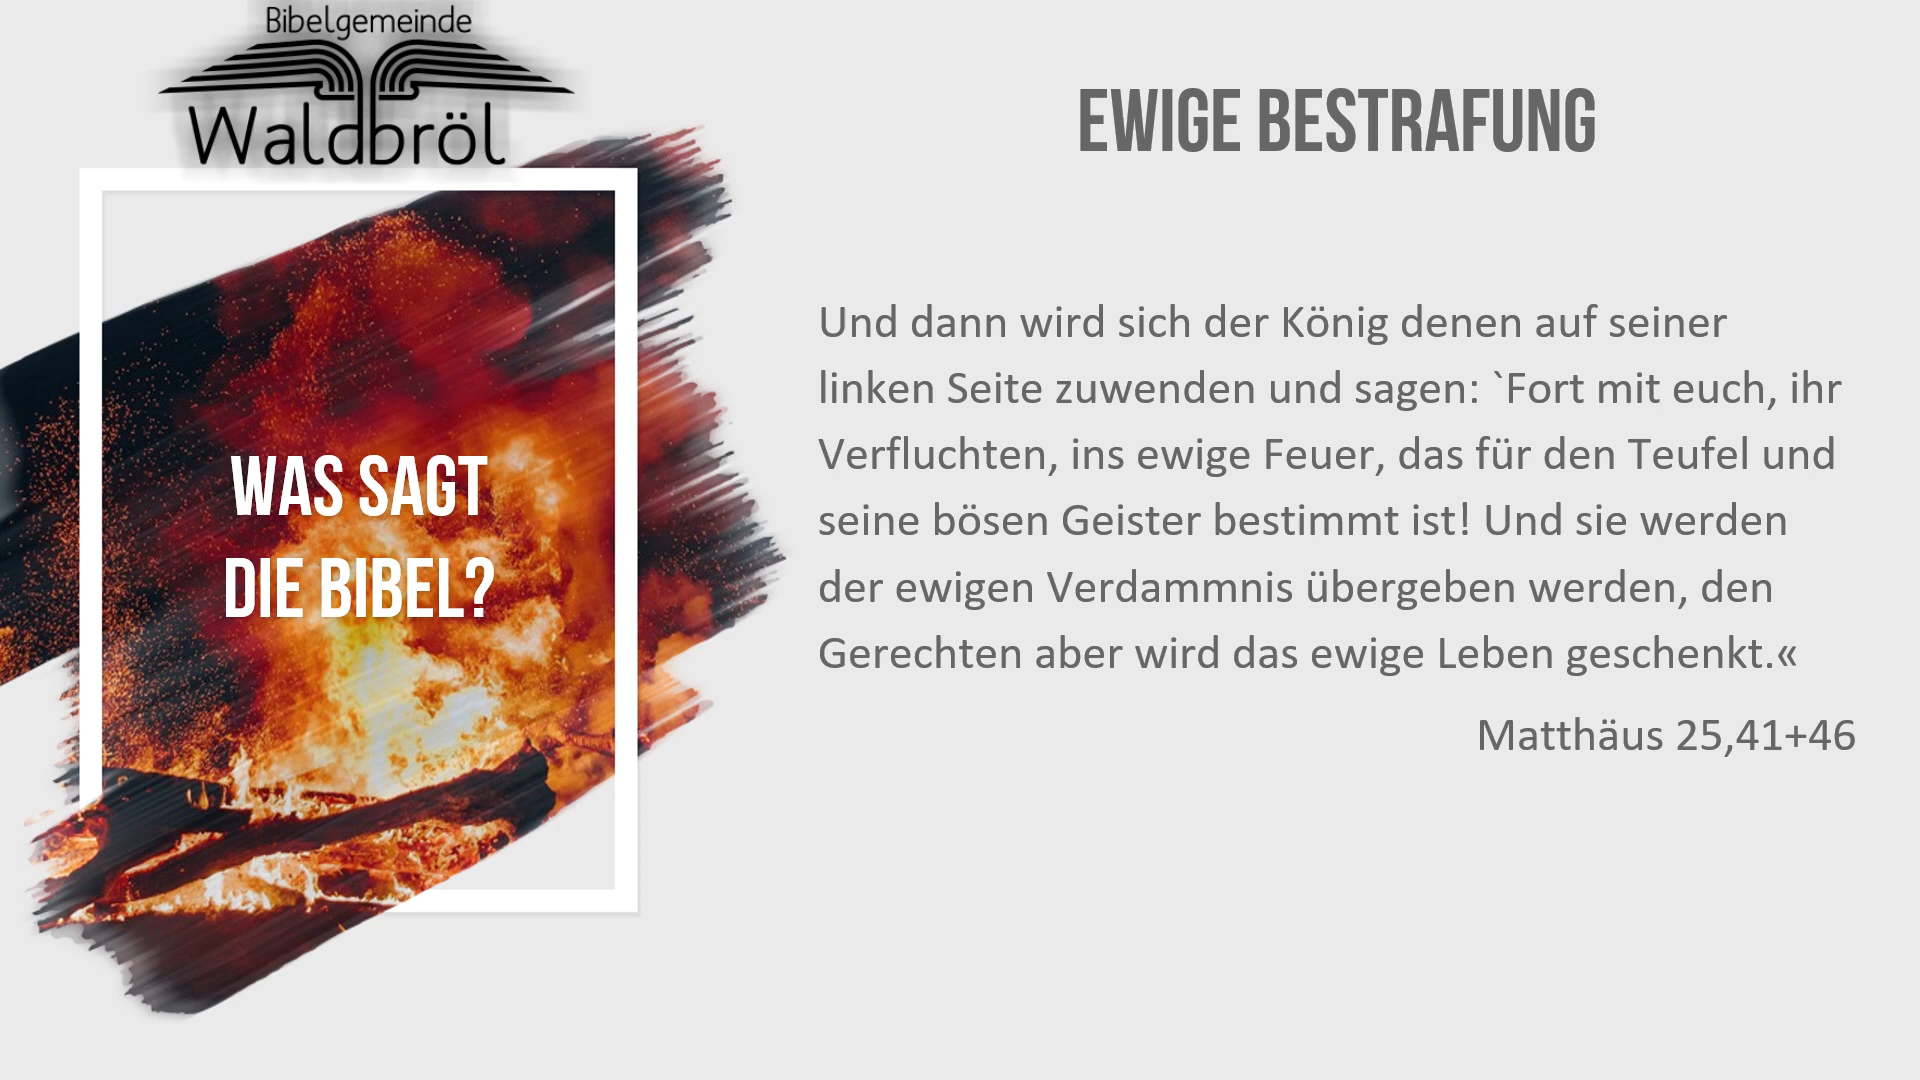 Bibelgemeinde
Waldbröl
WAS SAGT
DIE BIBEL?
EWIGE BESTRAFUNG
Und dann wird sich der König denen auf seiner
linken Seite zuwenden und sagen: `Fort mit euch, ihr
Verfluchten, ins ewige Feuer, das für den Teufel und
seine bösen Geister bestimmt ist! Und sie werden
der ewigen Verdammnis übergeben werden, den
Gerechten aber wird das ewige Leben geschenkt.«
Matthäus 25,41+46